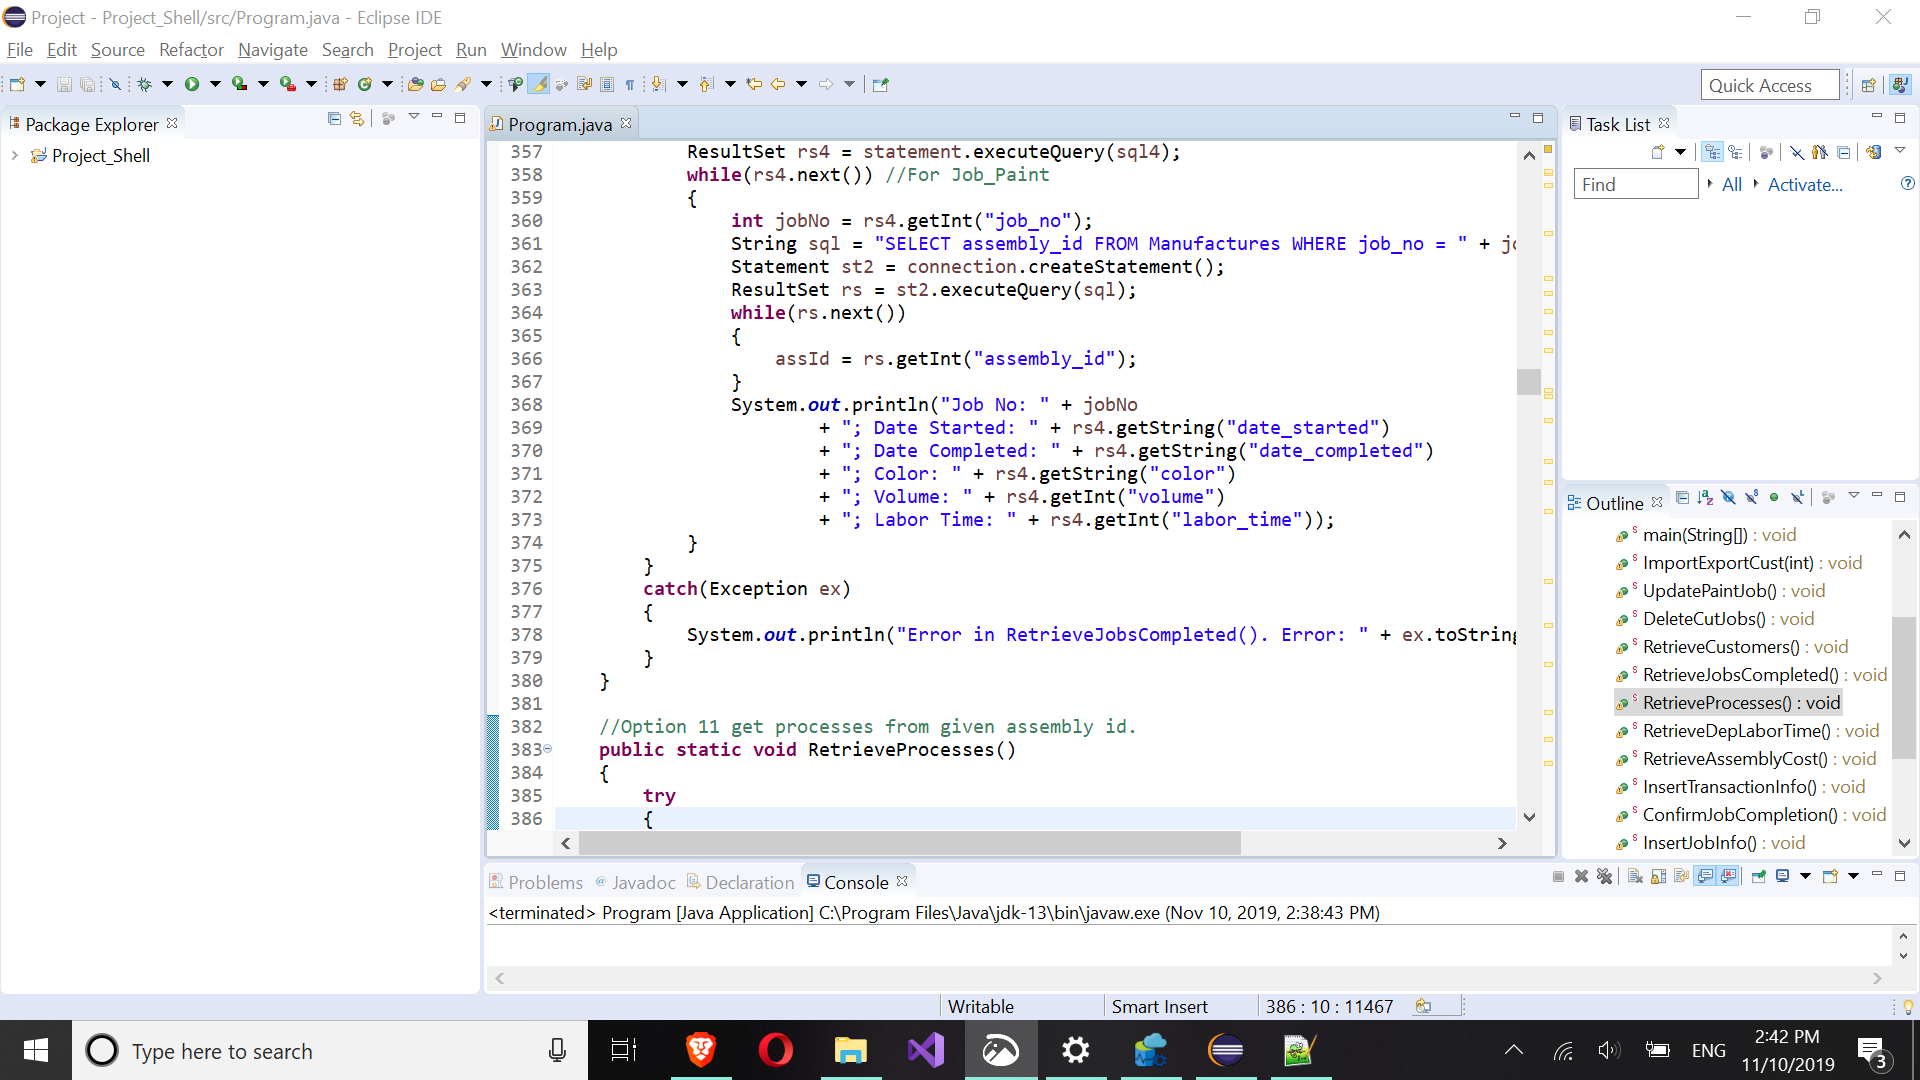 Project - Project_Shell/src/Program.java - Eclipse IDE
File Edit Source Refactor Navigate Search Project Run Window Help
Quick Access
Package Explorer
Project_Shell
Program.java
357 ResultSet rs4 = statement.executeQuery(sql4);
358 while(rs4.next()) //For Job_Paint
359 {
360 int jobNo = rs4.getInt("job_no");
361 String sql = "SELECT assembly_id FROM Manufactures WHERE job_no = " + jo
362 Statement st2 = connection.createStatement();
363 ResultSet rs = st2.executeQuery(sql);
364 while(rs.next())
365 {
366 assId = rs.getInt("assembly_id");
367 }
368 System.out.println("Job No: " + jobNo
369 + "; Date Started: " + rs4.getString("date_started")
370 + "; Date Completed: " + rs4.getString("date_completed")
371 + "; Color: " + rs4.getString("color")
372 + "; Volume: " + rs4.getInt("volume")
373 + "; Labor Time: " + rs4.getInt("labor_time"));
374 }
375 }
376 catch(Exception ex)
377 {
378 System.out.println("Error in RetrieveJobsCompleted(). Error: " + ex.toString
379 }
380 }
381
382 //Option 11 get processes from given assembly id.
383 public static void RetrieveProcesses()
384 {
385 try
386 {
Task List
Find All Activate...
Outline
main(String[]) : void
ImportExportCust(int) : void
UpdatePaintJob() : void
DeleteCutJobs() : void
RetrieveCustomers() : void
RetrieveJobsCompleted() : void
RetrieveProcesses() : void
RetrieveDepLaborTime() : void
RetrieveAssemblyCost() : void
InsertTransactionInfo() : void
ConfirmJobCompletion() : void
InsertJobInfo() : void
Problems @ Javadoc Declaration Console
<terminated> Program [Java Application] C:\Program Files\Java\jdk-13\bin\javaw.exe (Nov 10, 2019, 2:38:43 PM)
Writable Smart Insert 386 : 10 : 11467
Type here to search
ENG
2:42 PM
11/10/2019
3